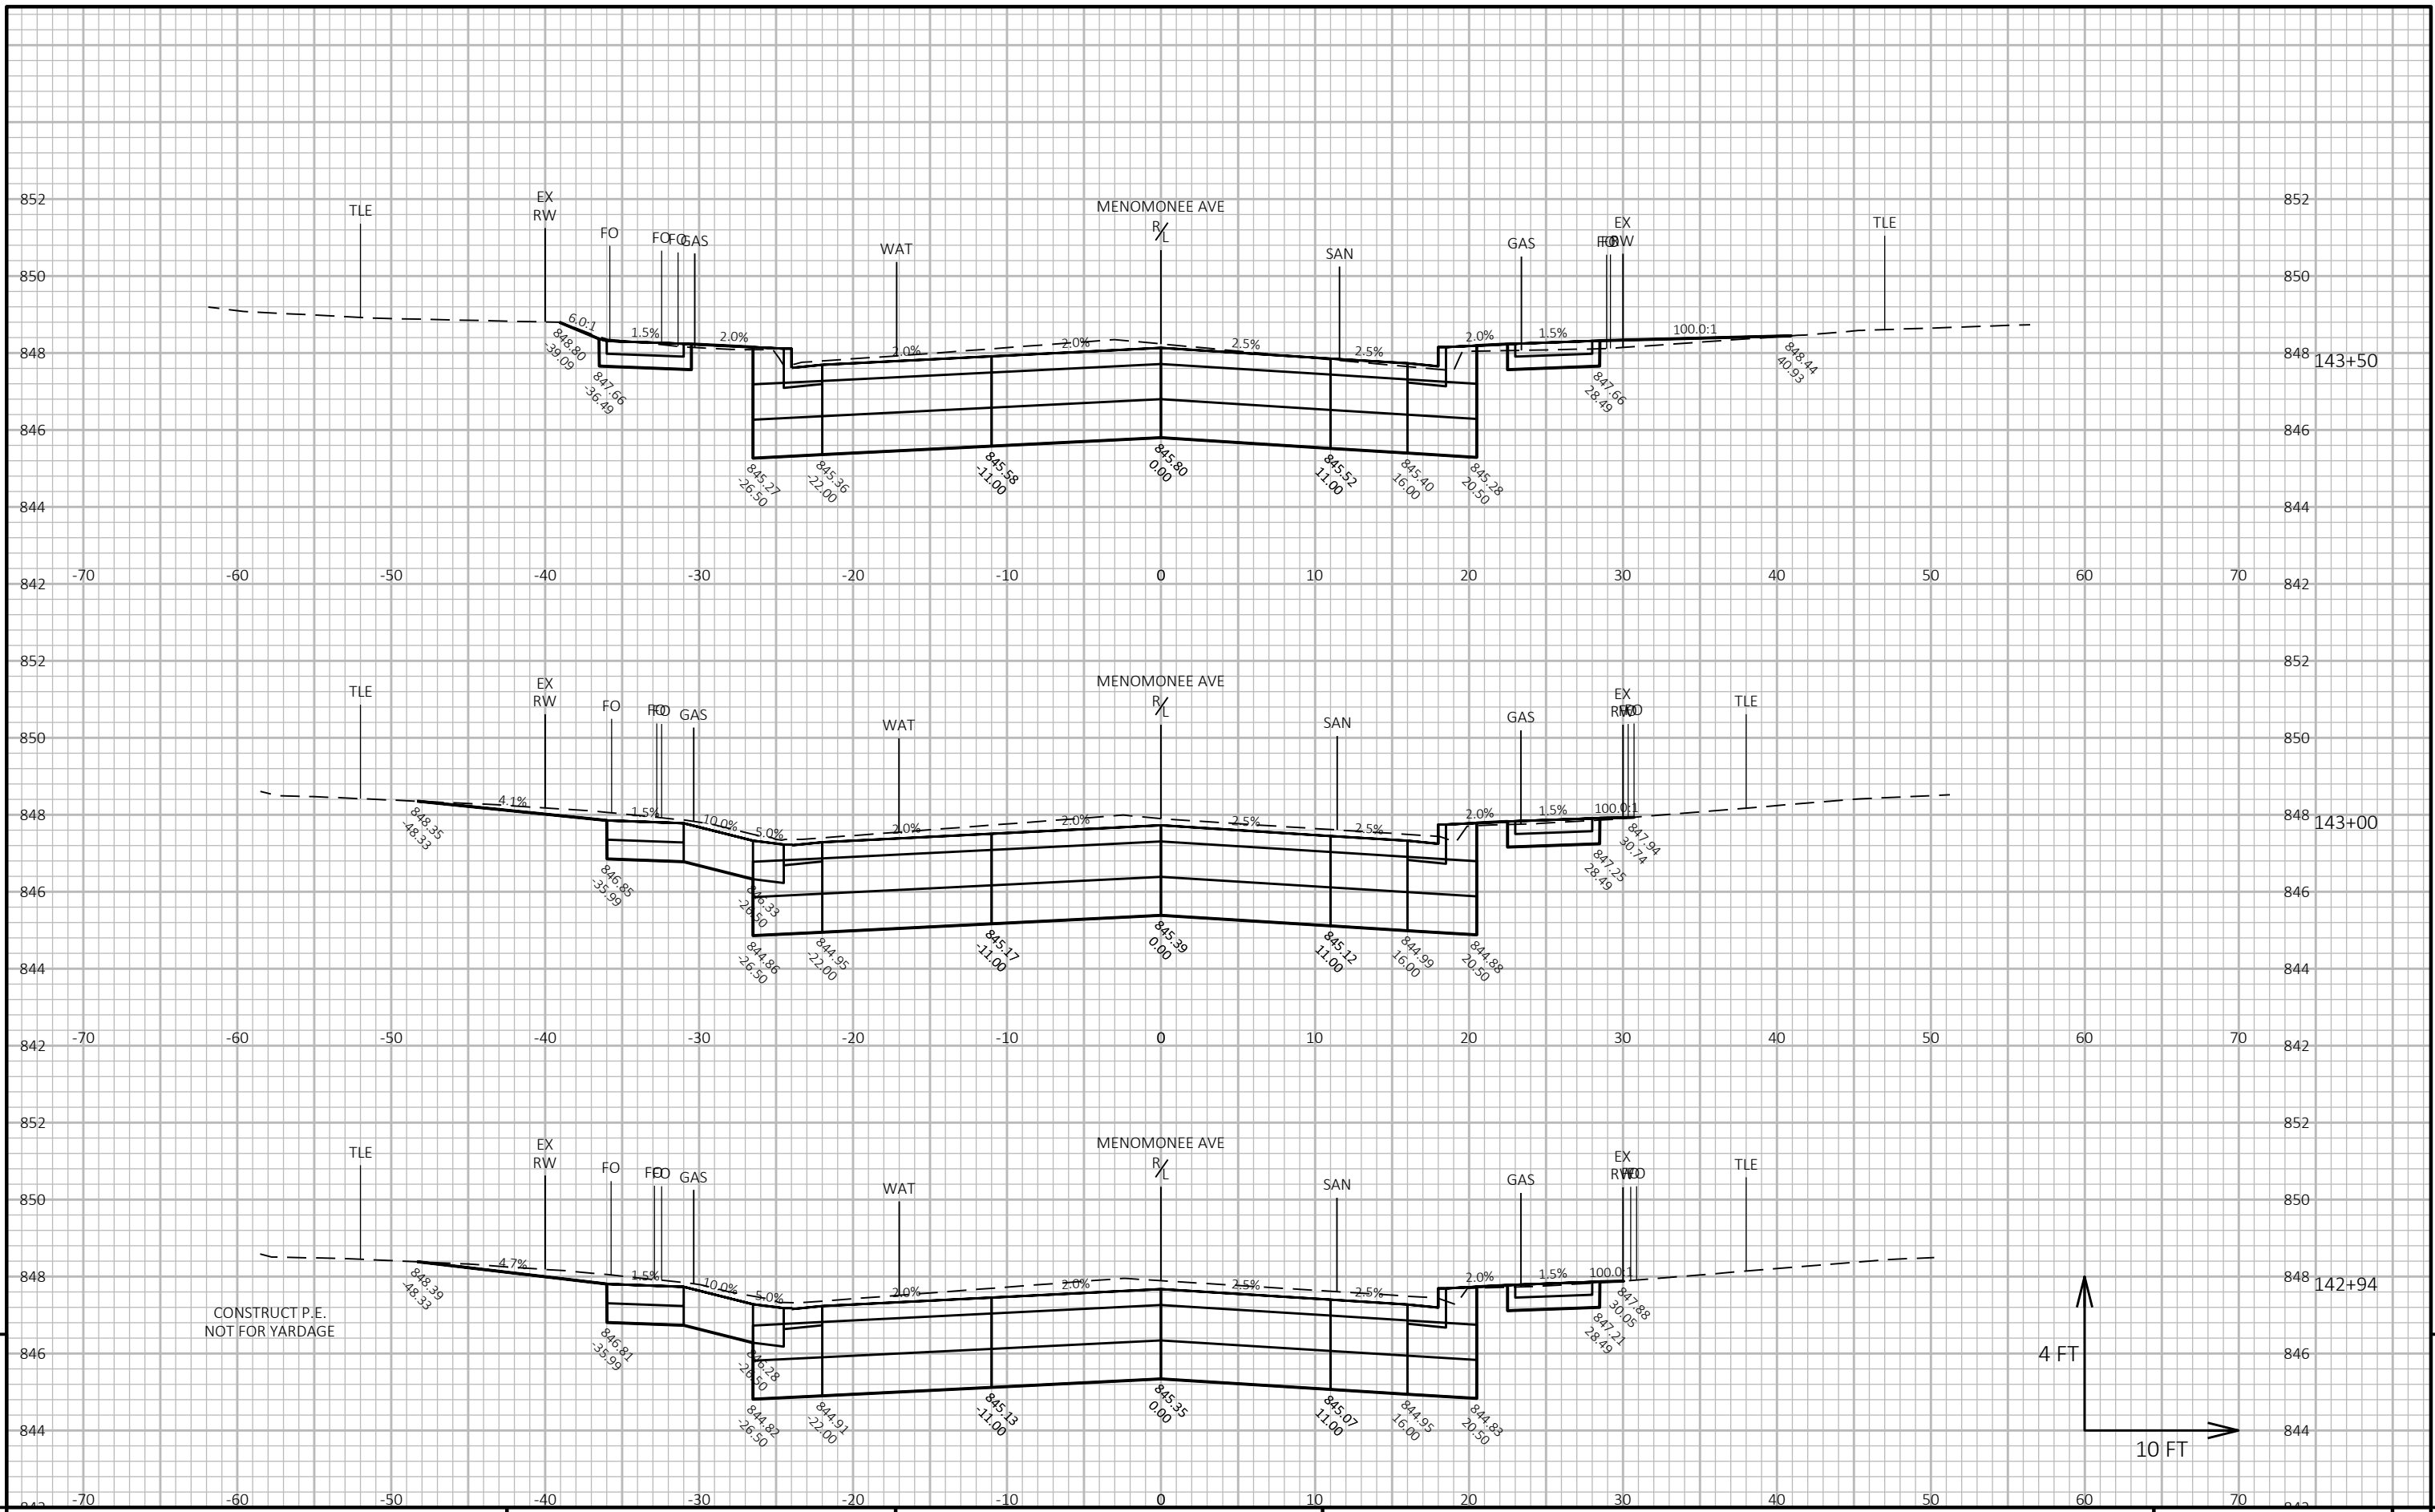 852
852
EX
RW
TLE
FO
FO
FO
GAS
WAT
MENOMONEE AVE
R/L
SAN
GAS
EX
RW
TLE
850
850
6.0:1
1.5%
2.0%
2.0%
2.0%
2.5%
2.5%
2.0%
1.5%
100.0:1
848
848
143+50
848.80
-39.09
847.66
-36.49
847.66
28.49
848.44
40.93
846
846
845.27
-26.50
845.36
-22.00
845.58
-11.00
845.80
0.00
845.52
11.00
845.40
16.00
845.28
20.50
844
844
842 -70 -60 -50 -40 -30 -20 -10 0 10 20 30 40 50 60 70 842
852
852
TLE
EX
RW
FO
FO
FO
GAS
WAT
MENOMONEE AVE
R/L
SAN
GAS
EX
RW
FO
TLE
850
850
4.1%
1.5%
10.0%
5.0%
2.0%
2.0%
2.5%
2.5%
2.0%
1.5%
100.0:1
848
848
143+00
848.35
-48.33
846.85
-35.99
846.33
-26.50
847.25
28.49
847.94
30.74
846
846
844.86
-26.50
844.95
-22.00
845.17
-11.00
845.39
0.00
845.12
11.00
844.99
16.00
844.88
20.50
844
844
842 -70 -60 -50 -40 -30 -20 -10 0 10 20 30 40 50 60 70 842
852
852
TLE
EX
RW
FO
FO
FO
GAS
WAT
MENOMONEE AVE
R/L
SAN
GAS
EX
RW
FO
TLE
850
850
4.7%
1.5%
10.0%
5.0%
2.0%
2.0%
2.5%
2.5%
2.0%
1.5%
100.0:1
848
848
142+94
848.39
-48.33
CONSTRUCT P.E.
NOT FOR YARDAGE
846.81
-35.99
846.28
-26.50
847.21
28.49
847.88
30.05
846
846
4 FT
844.82
-26.50
844.91
-22.00
845.13
-11.00
845.35
0.00
845.07
11.00
844.95
16.00
844.83
20.50
844
844
10 FT
842 -70 -60 -50 -40 -30 -20 -10 0 10 20 30 40 50 60 70 842